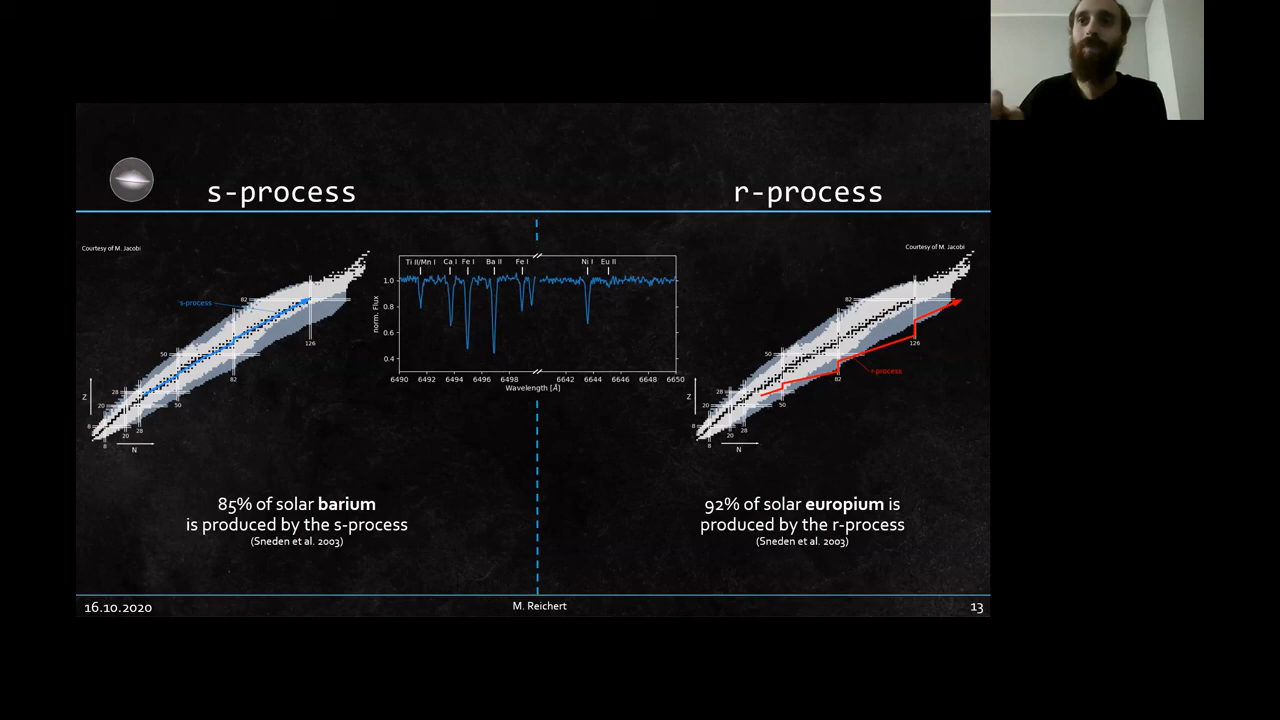 s-process
r-process
Courtesy of M. Jacobi
s-process
82
50
28
20
8
Z
126
82
50
28
20
8
N
Ti II/Mn I Ca I Fe I Ba II Fe I Ni I Eu II
norm. Flux
1.0
0.8
0.6
0.4
6490 6492 6494 6496 6498 6642 6644 6646 6648 6650
Wavelength [Å]
Courtesy of M. Jacobi
82
50
28
20
8
Z
126
82
r-process
50
28
20
8
N
85% of solar barium
is produced by the s-process
(Sneden et al. 2003)
92% of solar europium is
produced by the r-process
(Sneden et al. 2003)
16.10.2020
M. Reichert
13